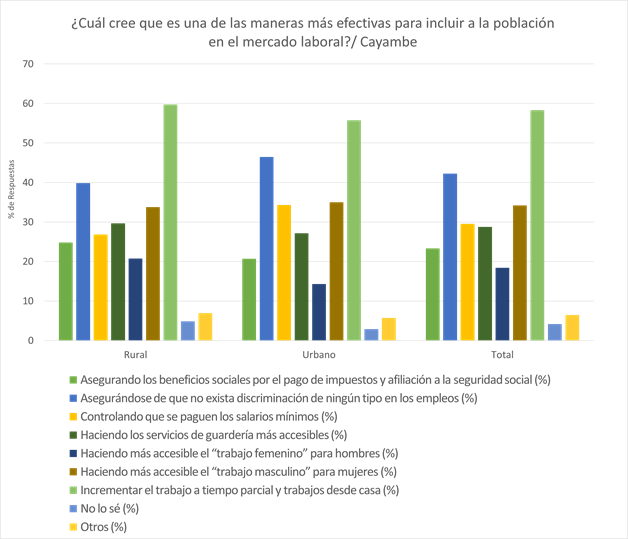 ¿Cuál cree que es una de las maneras más efectivas para incluir a la población
en el mercado laboral?/ Cayambe
70
60
50
40
30
20
10
0
% de Respuestas
Rural
Urbano
Total
Asegurando los beneficios sociales por el pago de impuestos y afiliación a la seguridad social (%)
Asegurándose de que no exista discriminación de ningún tipo en los empleos (%)
Controlando que se paguen los salarios mínimos (%)
Haciendo los servicios de guardería más accesibles (%)
Haciendo más accesible el “trabajo femenino” para hombres (%)
Haciendo más accesible el “trabajo masculino” para mujeres (%)
Incrementar el trabajo a tiempo parcial y trabajos desde casa (%)
No lo sé (%)
Otros (%)